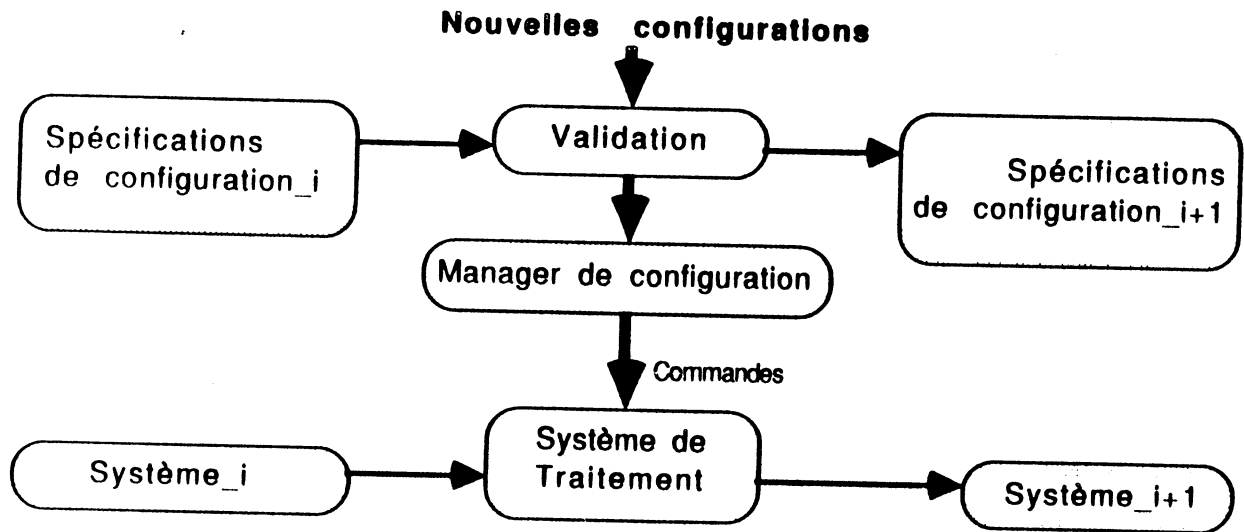 Nouvelles configurations
Spécifications
de configuration_i
Validation
Spécifications
de configuration_i+1
Manager de configuration
Commandes
Système_i
Système de
Traitement
Système_i+1